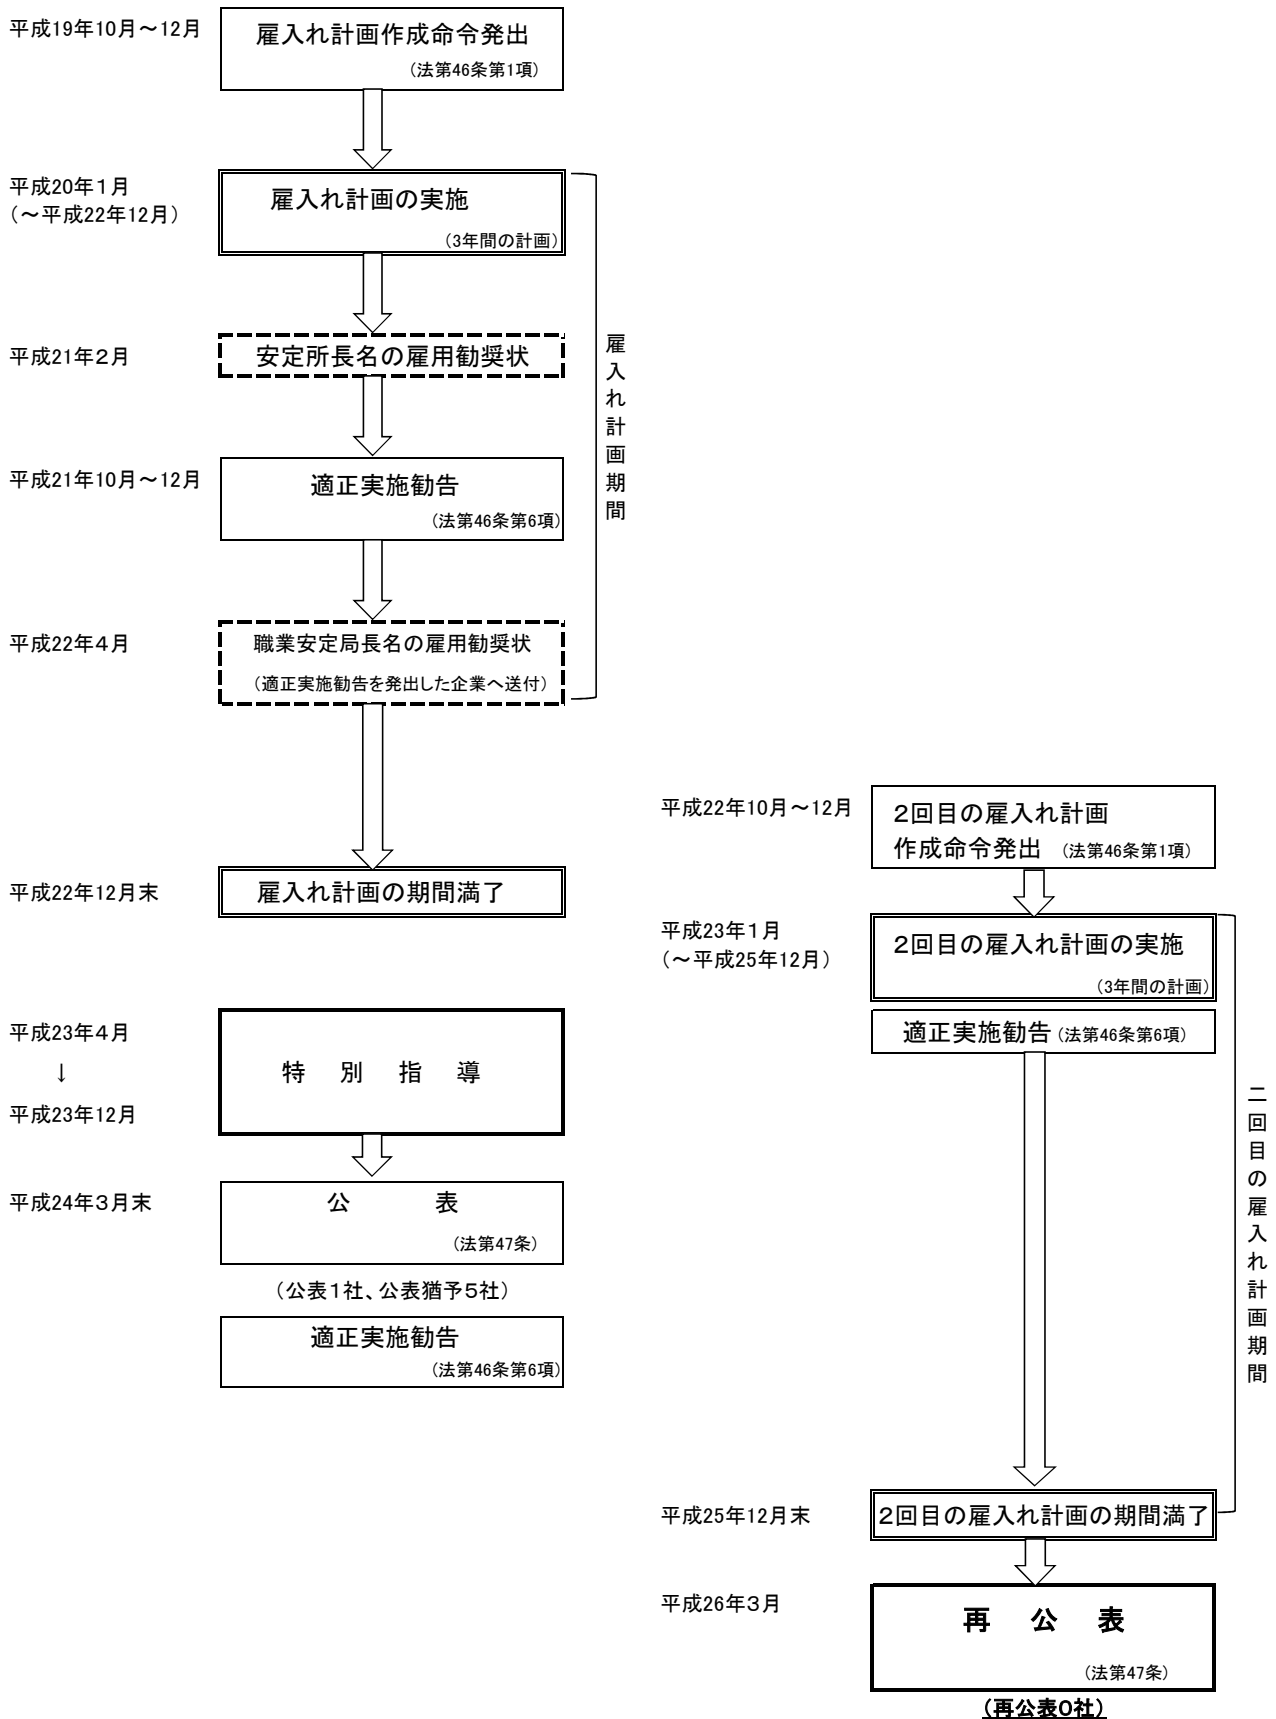 平成19年10月～12月
雇入れ計画作成命令発出
（法第46条第1項）
平成20年１月
（～平成22年12月）
雇入れ計画の実施
（3年間の計画）
平成21年２月
安定所長名の雇用勧奨状
平成21年10月～12月
適正実施勧告
（法第46条第6項）
平成22年４月
職業安定局長名の雇用勧奨状
（適正実施勧告を発出した企業へ送付）
雇入れ計画期間
平成22年12月末
雇入れ計画の期間満了
平成23年４月
↓
平成23年12月
特　別　指　導
平成24年３月末
公　　　表
（法第47条）
（公表１社、公表猶予５社）
適正実施勧告
（法第46条第6項）
平成22年10月～12月
２回目の雇入れ計画
作成命令発出　（法第46条第1項）
平成23年１月
（～平成25年12月）
２回目の雇入れ計画の実施
（3年間の計画）
適正実施勧告（法第46条第6項）
二回目の雇入れ計画期間
平成25年12月末
２回目の雇入れ計画の期間満了
平成26年３月
再　公　表
（法第47条）
（再公表０社）